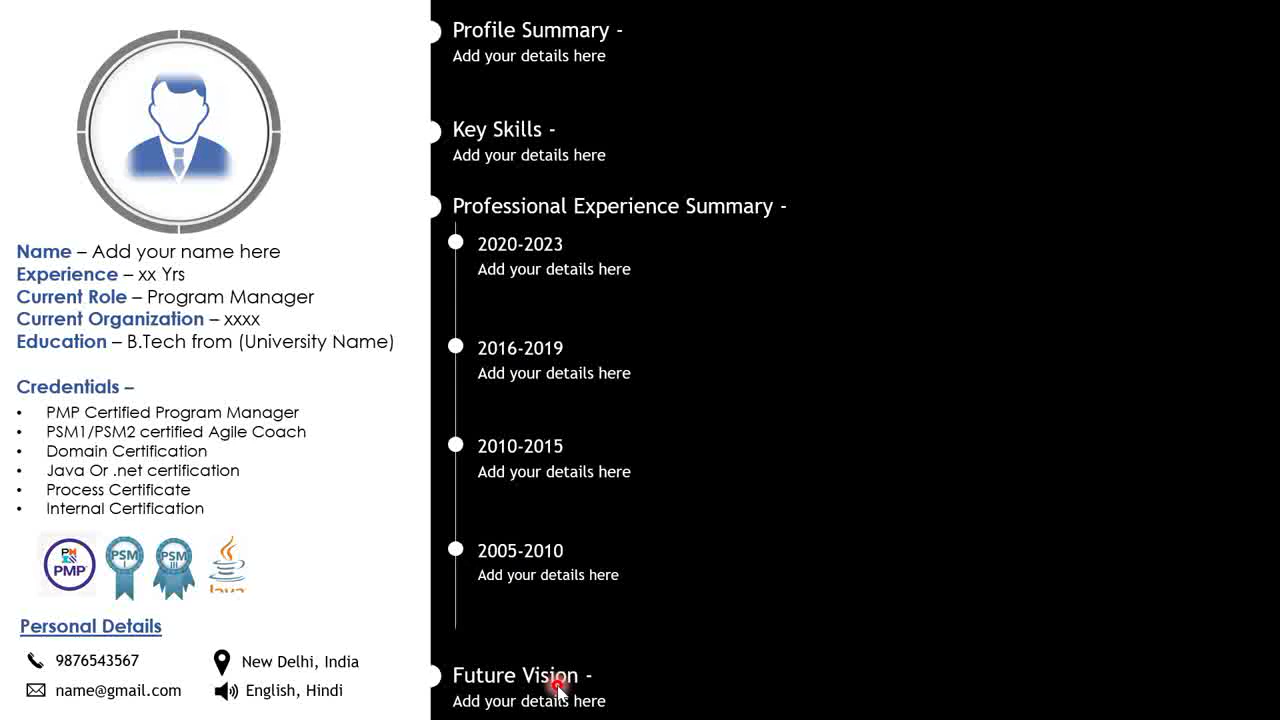 Name – Add your name here
Experience – xx Yrs
Current Role – Program Manager
Current Organization – xxxx
Education – B.Tech from (University Name)
Credentials –
• PMP Certified Program Manager
• PSM1/PSM2 certified Agile Coach
• Domain Certification
• Java Or .net certification
• Process Certificate
• Internal Certification
PMP
PSM I
PSM III
Java
Personal Details
9876543567
New Delhi, India
name@gmail.com
English, Hindi
Profile Summary -
Add your details here
Key Skills -
Add your details here
Professional Experience Summary -
2020-2023
Add your details here
2016-2019
Add your details here
2010-2015
Add your details here
2005-2010
Add your details here
Future Vision -
Add your details here